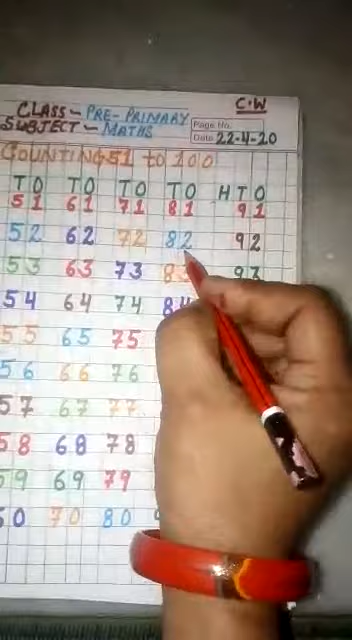 C.W
CLASS - PRE-PRIMARY
SUBJECT - MATHS
Page No.
Date 22-4-20
COUNTING 51 to 100
T O T O T O T O H T O
51 61 71 81 91
52 62 72 82 92
53 63 73 83 93
54 64 74 84
55 65 75
56 66 76
57 67 77
58 68 78
59 69 79
60 70 80